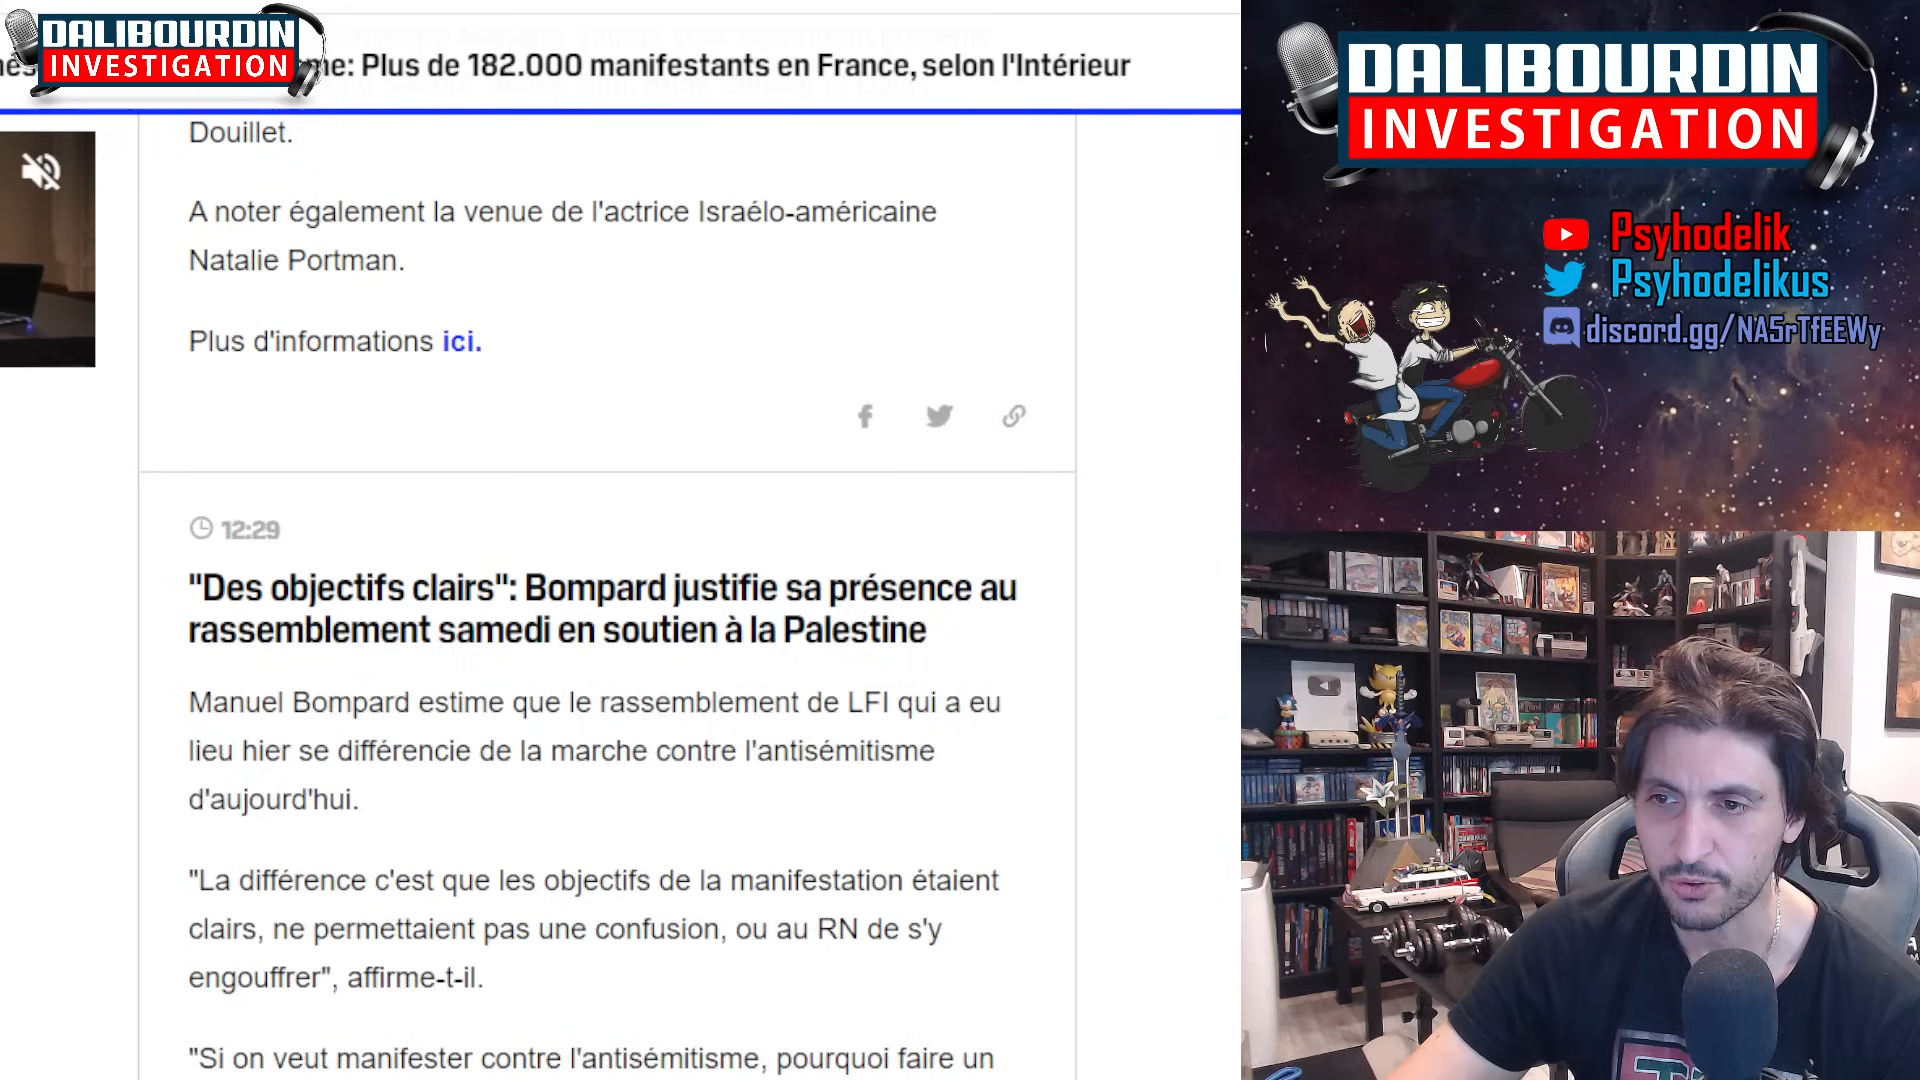 DALIBOURDIN
INVESTIGATION
me: Plus de 182.000 manifestants en France, selon l'Intérieur
Douillet.
A noter également la venue de l'actrice Israélo-américaine
Natalie Portman.
Plus d'informations ici.
12:29
"Des objectifs clairs": Bompard justifie sa présence au
rassemblement samedi en soutien à la Palestine
Manuel Bompard estime que le rassemblement de LFI qui a eu
lieu hier se différencie de la marche contre l'antisémitisme
d'aujourd'hui.
"La différence c'est que les objectifs de la manifestation étaient
clairs, ne permettaient pas une confusion, ou au RN de s'y
engouffrer", affirme-t-il.
"Si on veut manifester contre l'antisémitisme, pourquoi faire un
DALIBOURDIN
INVESTIGATION
Psyhodelik
Psyhodelikus
discord.gg/NA5rTfEEWy